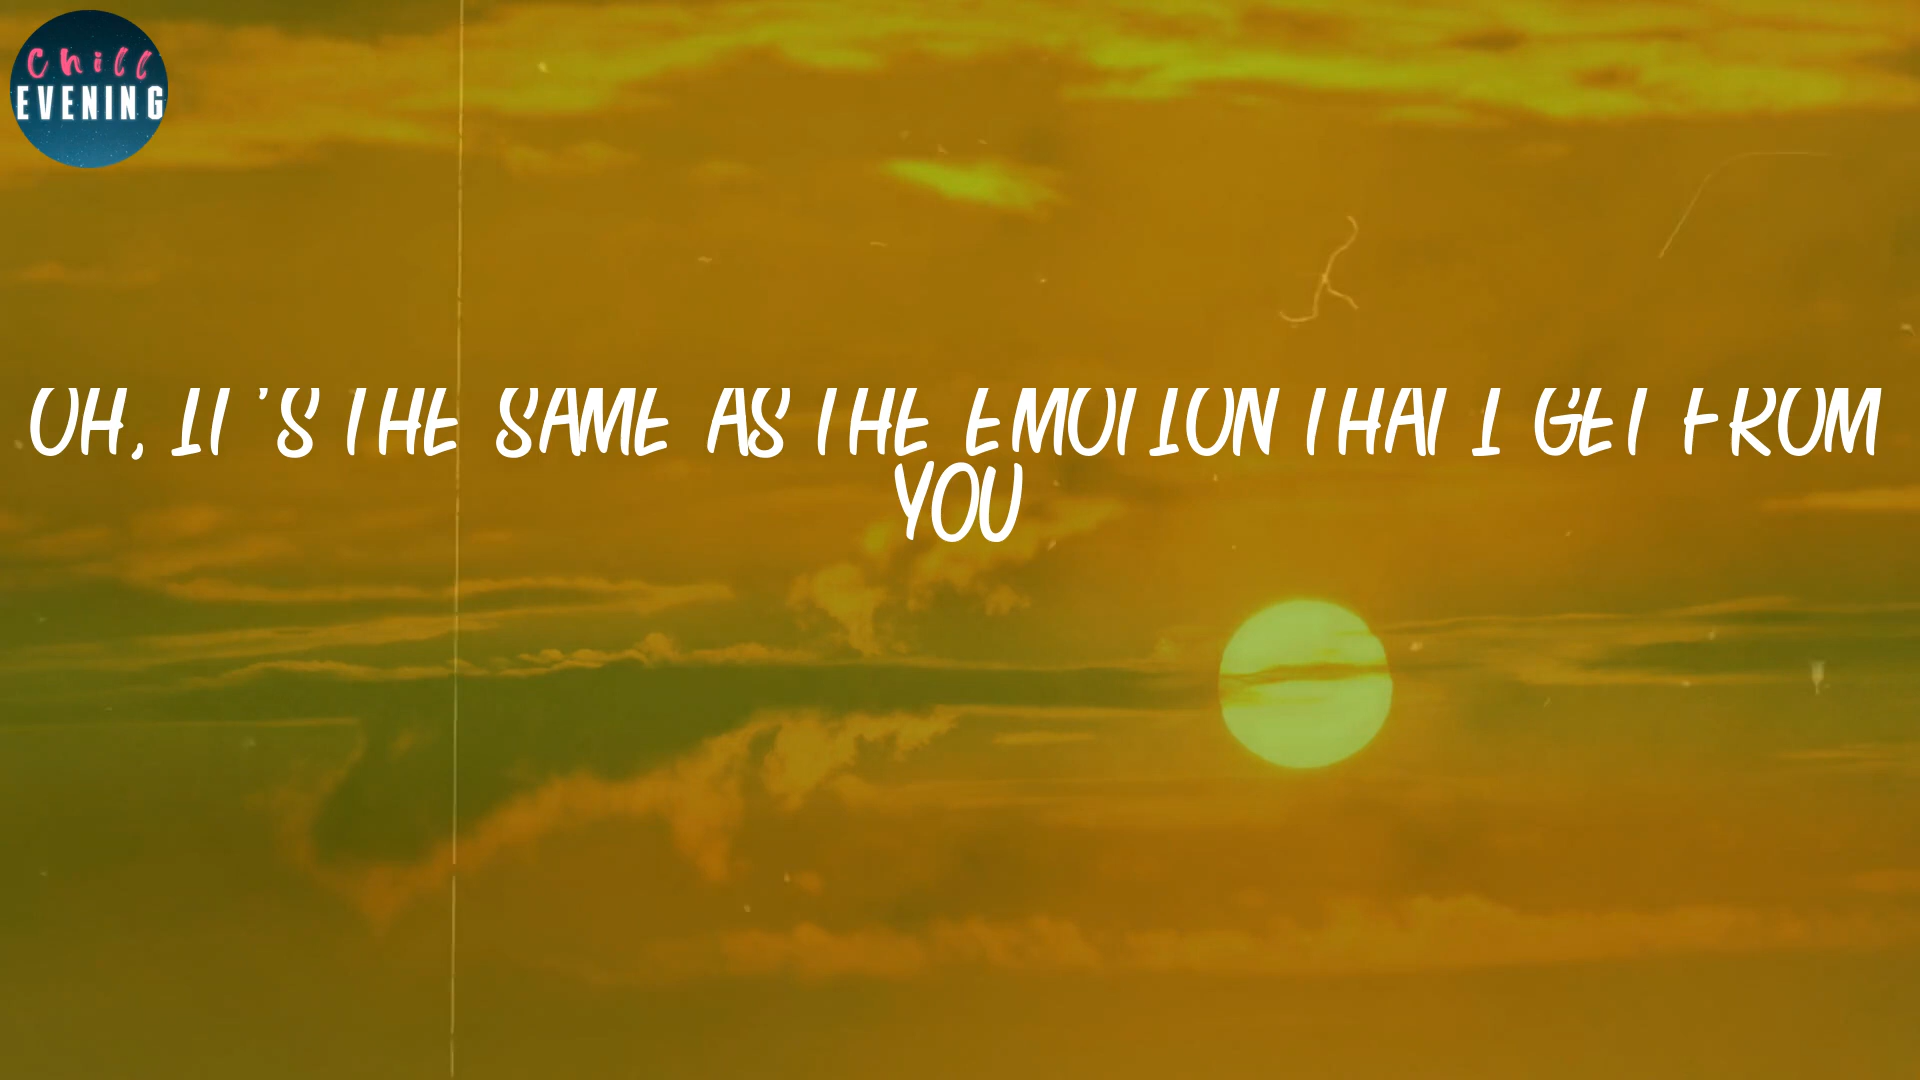 Chill
EVENING
OH, IT'S THE SAME AS THE EMOTION THAT I GET FROM
YOU